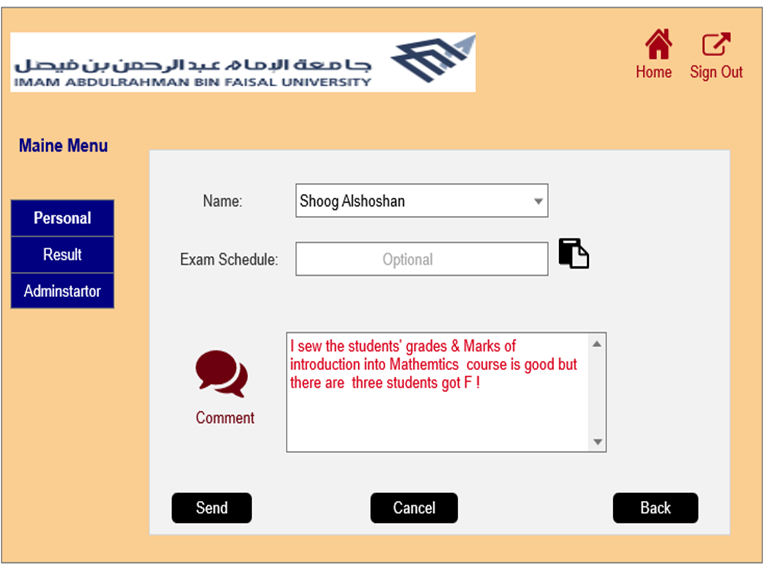 جامعة الإمام عبد الرحمن بن فيصل
IMAM ABDULRAHMAN BIN FAISAL UNIVERSITY
Home
Sign Out
Maine Menu
Personal
Result
Adminstartor
Name:
Shoog Alshoshan
Exam Schedule:
Optional
Comment
I sew the students' grades & Marks of
introduction into Mathemtics course is good but
there are three students got F !
Send
Cancel
Back